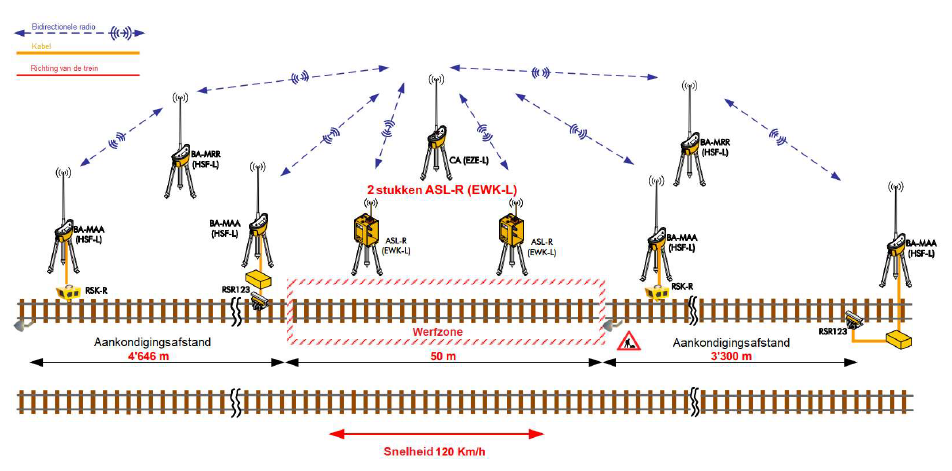 Bidirectionele radio
Kabel
Richting van de trein
BA-MRR
(HSF-L)
CA (EZE-L)
BA-MRR
(HSF-L)
2 stukken ASL-R (EWK-L)
BA-MAA
(HSF-L)
BA-MAA
(HSF-L)
ASL-R
(EWK-L)
ASL-R
(EWK-L)
BA-MAA
(HSF-L)
BA-MAA
(HSF-L)
RSK-R
RSR123
RSK-R
RSR123
Werfzone
Aankondigingsafstand
4'646 m
50 m
Aankondigingsafstand
3'300 m
Snelheid 120 Km/h